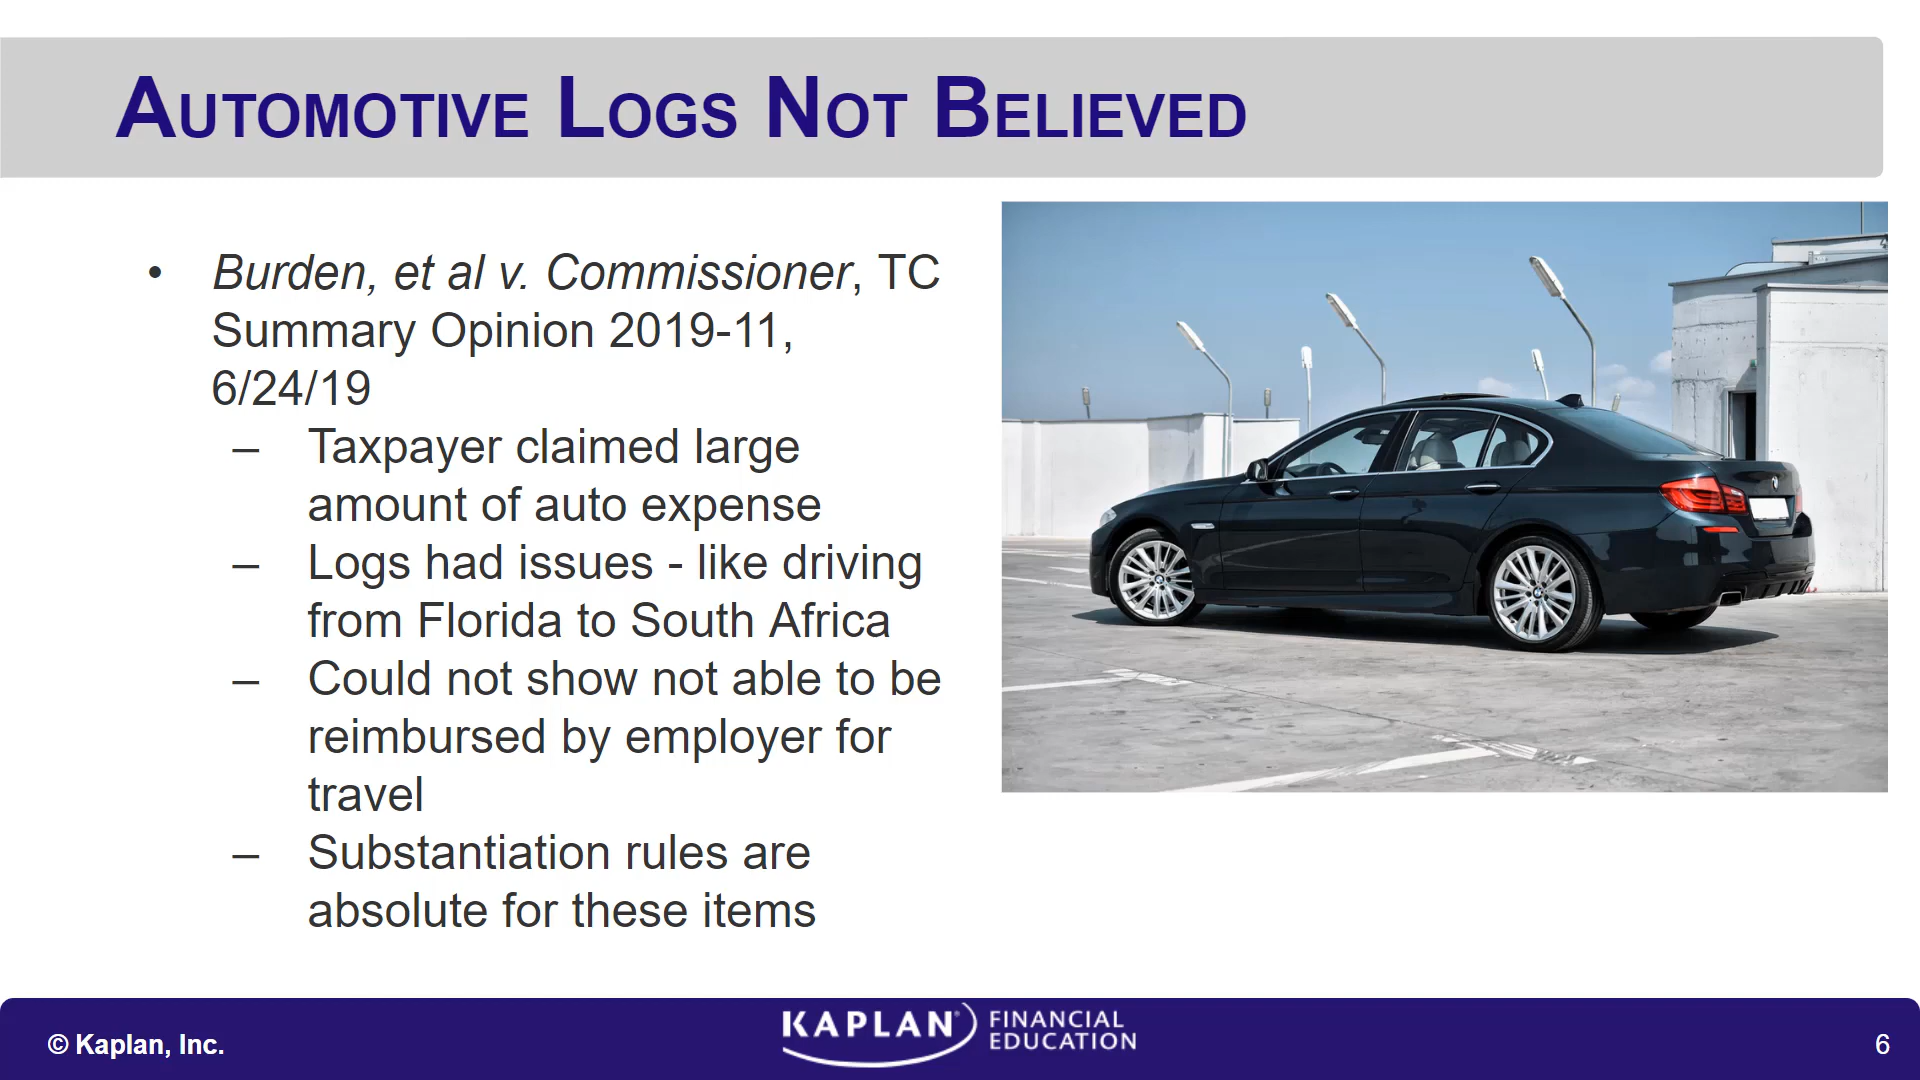 AUTOMOTIVE LOGS NOT BELIEVED
• Burden, et al v. Commissioner, TC
Summary Opinion 2019-11,
6/24/19
– Taxpayer claimed large
amount of auto expense
– Logs had issues - like driving
from Florida to South Africa
– Could not show not able to be
reimbursed by employer for
travel
– Substantiation rules are
absolute for these items
© Kaplan, Inc.
KAPLAN
FINANCIAL
EDUCATION
6